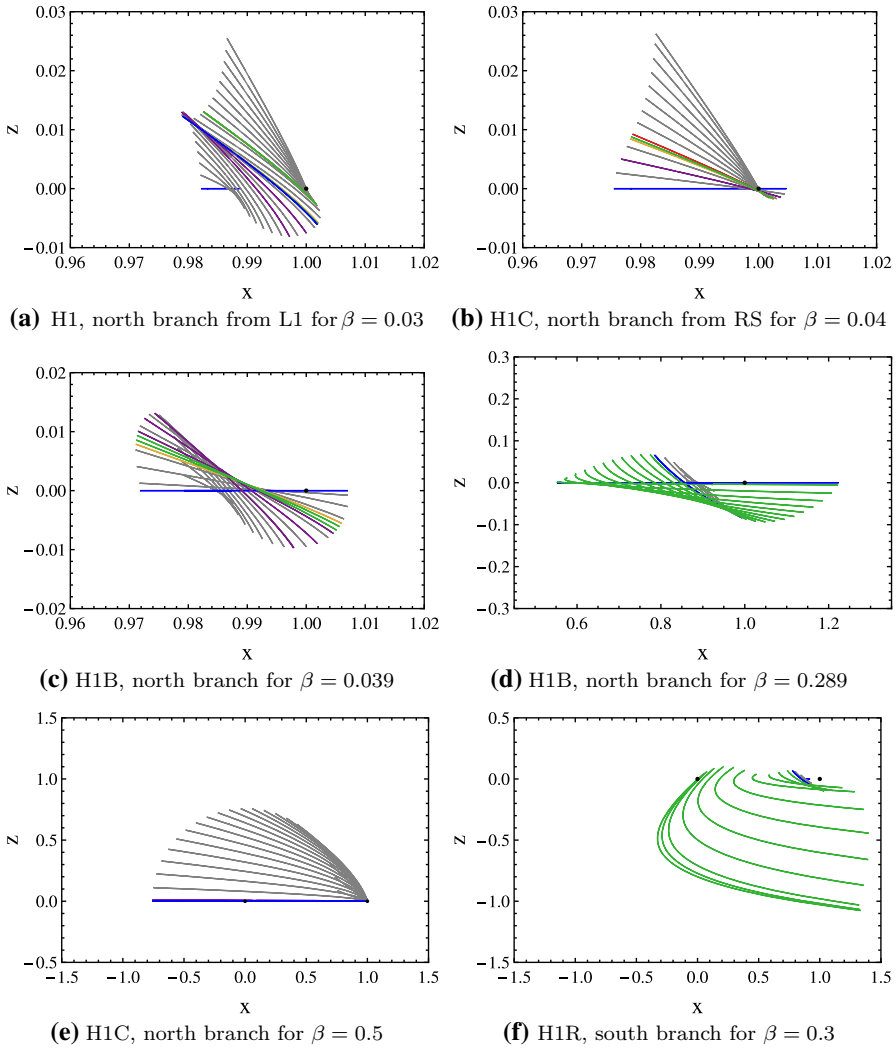 0.03
0.02
0.01
0.00
−0.01
z
0.96 0.97 0.98 0.99 1.00 1.01 1.02
x
(a) H1, north branch from L1 for β = 0.03
0.03
0.02
0.01
0.00
−0.01
z
0.96 0.97 0.98 0.99 1.00 1.01 1.02
x
(b) H1C, north branch from RS for β = 0.04
0.02
0.01
0.00
−0.01
−0.02
z
0.96 0.97 0.98 0.99 1.00 1.01 1.02
x
(c) H1B, north branch for β = 0.039
0.3
0.2
0.1
0.0
−0.1
−0.2
−0.3
z
0.6 0.8 1.0 1.2
x
(d) H1B, north branch for β = 0.289
1.5
1.0
0.5
0.0
−0.5
z
−1.5 −1.0 −0.5 0.0 0.5 1.0 1.5
x
(e) H1C, north branch for β = 0.5
0.5
0.0
−0.5
−1.0
−1.5
z
−1.5 −1.0 −0.5 0.0 0.5 1.0 1.5
x
(f) H1R, south branch for β = 0.3